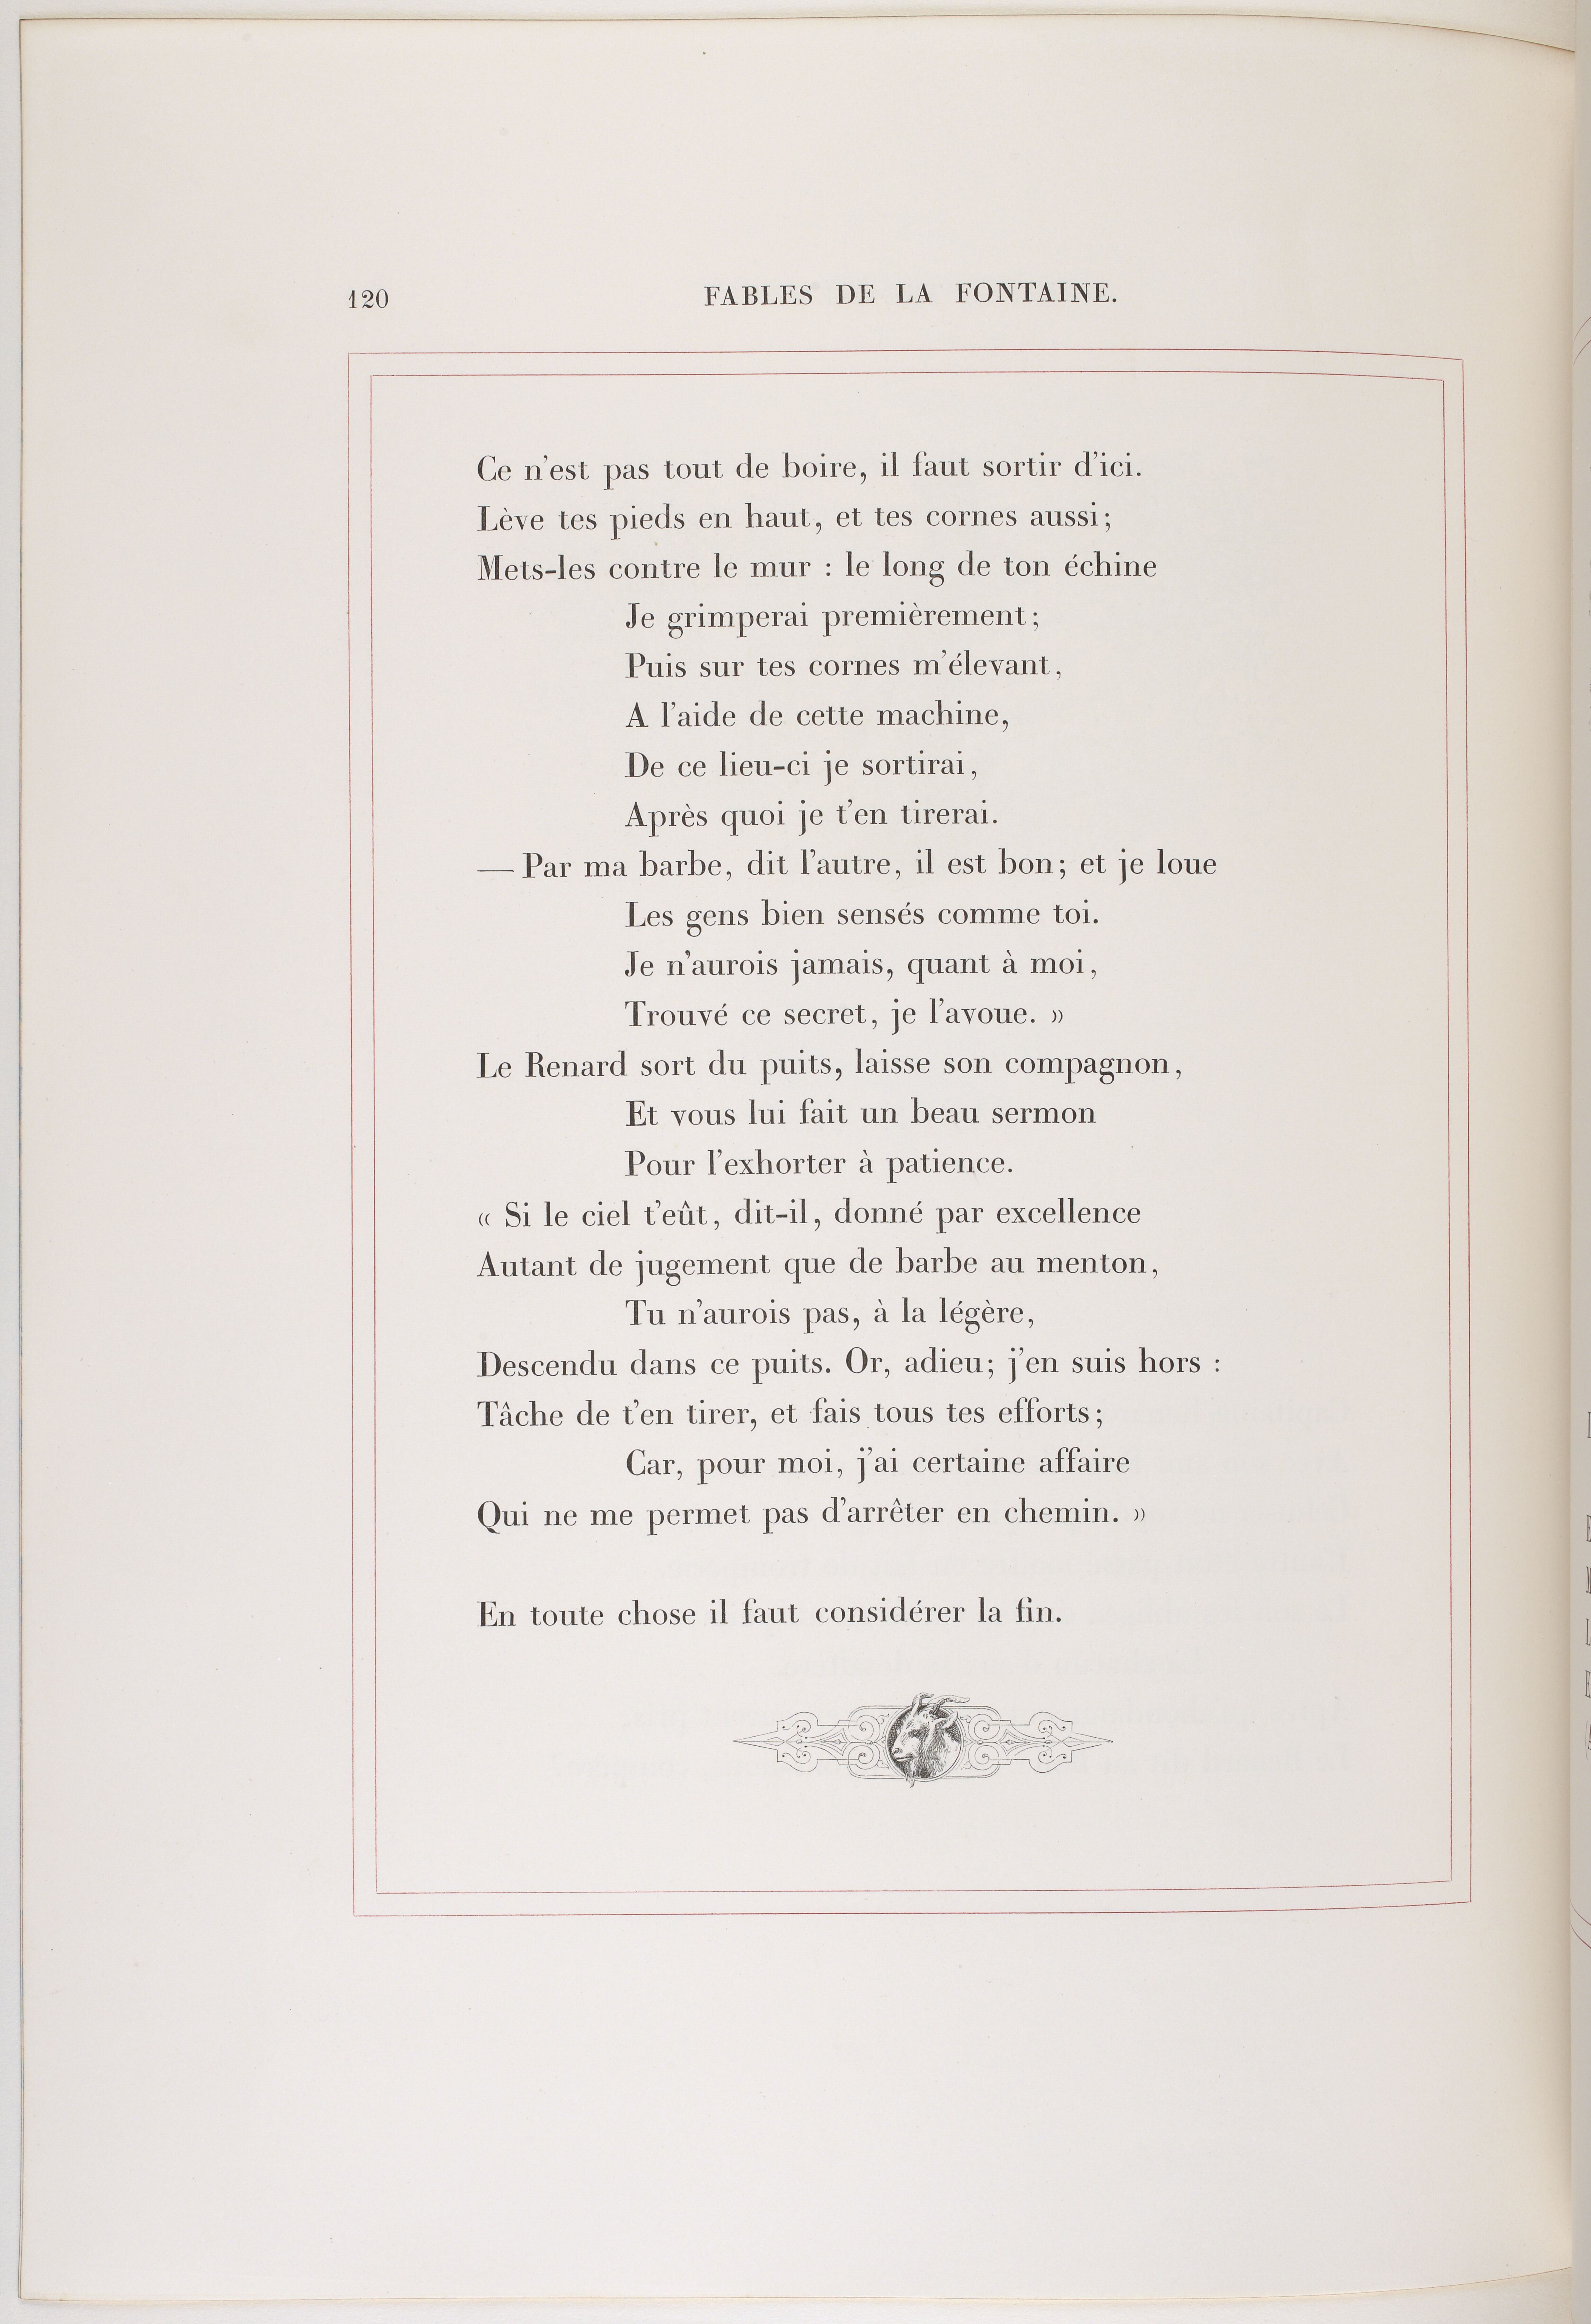 120
FABLES DE LA FONTAINE.
Ce n'est pas tout de boire, il faut sortir d'ici.
Lève tes pieds en haut, et tes cornes aussi;
Mets-les contre le mur : le long de ton échine
Je grimperai premièrement;
Puis sur tes cornes m'élevant,
A l'aide de cette machine,
De ce lieu-ci je sortirai,
Après quoi je t'en tirerai.
— Par ma barbe, dit l'autre, il est bon; et je loue
Les gens bien sensés comme toi.
Je n'aurois jamais, quant à moi,
Trouvé ce secret, je l'avoue. »
Le Renard sort du puits, laisse son compagnon,
Et vous lui fait un beau sermon
Pour l'exhorter à patience.
« Si le ciel t'eût, dit-il, donné par excellence
Autant de jugement que de barbe au menton,
Tu n'aurois pas, à la légère,
Descendu dans ce puits. Or, adieu; j'en suis hors :
Tâche de t'en tirer, et fais tous tes efforts;
Car, pour moi, j'ai certaine affaire
Qui ne me permet pas d'arrêter en chemin. »
En toute chose il faut considérer la fin.